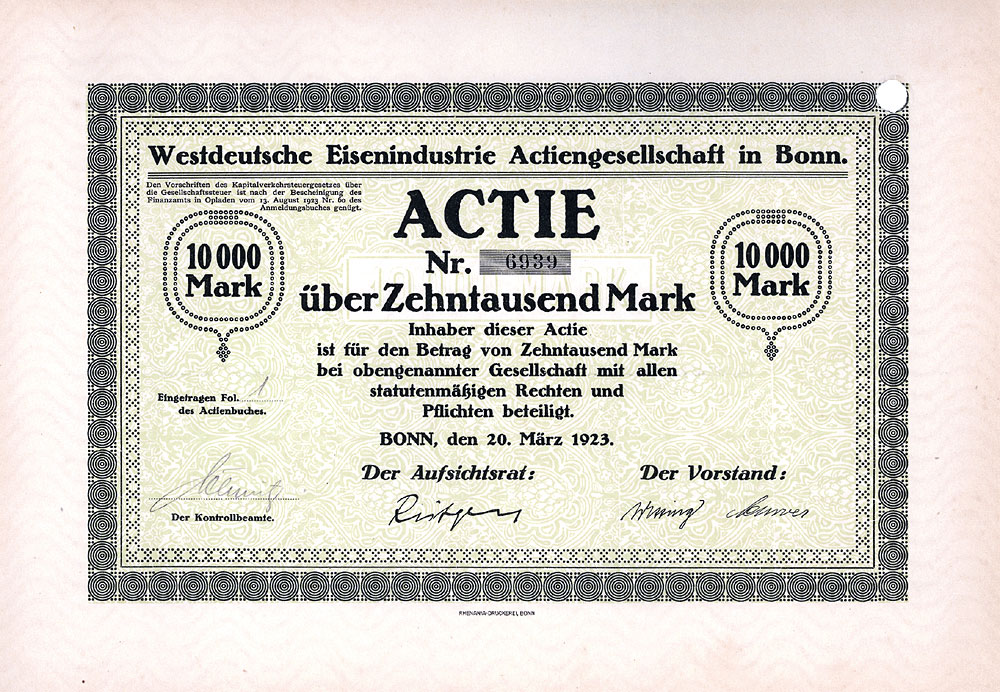 Westdeutsche Eisenindustrie Actiengesellschaft in Bonn.
Den Vorschriften des Kapitalverkehrsteuergesetzes über
die Gesellschaftssteuer ist nach der Bescheinigung des
Finanzamts in Opladen vom 13. August 1923 Nr. 60 des
Anmeldungsbuches genügt.
ACTIE
10 000
Mark
Nr. 6939
10 000
Mark
über Zehntausend Mark
Inhaber dieser Actie
ist für den Betrag von Zehntausend Mark
bei obengenannter Gesellschaft mit allen
statutenmäßigen Rechten und
Pflichten beteiligt.
Eingetragen Fol. 1
des Actienbuches.
BONN, den 20. März 1923.
Der Aufsichtsrat:
Der Vorstand:
Der Kontrollbeamte.
Rütgers
RHENANIA-DRUCKEREI, BONN